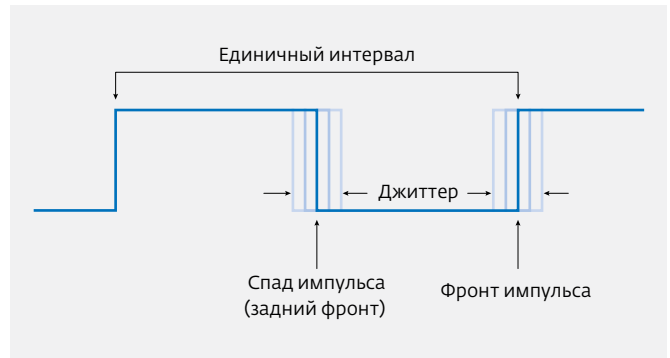 Единичный интервал
Джиттер
Спад импульса
(задний фронт)
Фронт импульса